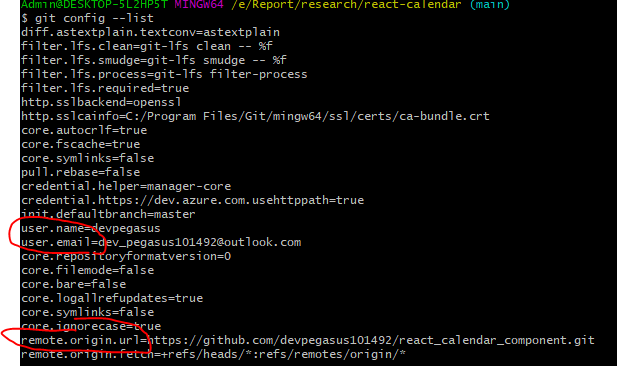 Admin@DESKTOP-5L2HP5T MINGW64 /e/Report/research/react-calendar (main)
$ git config --list
diff.astextplain.textconv=astextplain
filter.lfs.clean=git-lfs clean -- %f
filter.lfs.smudge=git-lfs smudge -- %f
filter.lfs.process=git-lfs filter-process
filter.lfs.required=true
http.sslbackend=openssl
http.sslcainfo=C:/Program Files/Git/mingw64/ssl/certs/ca-bundle.crt
core.autocrlf=true
core.fscache=true
core.symlinks=false
pull.rebase=false
credential.helper=manager-core
credential.https://dev.azure.com.usehttppath=true
init.defaultbranch=master
user.name=devpegasus
user.email=dev_pegasus101492@outlook.com
core.repositoryformatversion=0
core.filemode=false
core.bare=false
core.logallrefupdates=true
core.symlinks=false
core.ignorecase=true
remote.origin.url=https://github.com/devpegasus101492/react_calendar_component.git
remote.origin.fetch=+refs/heads/*:refs/remotes/origin/*